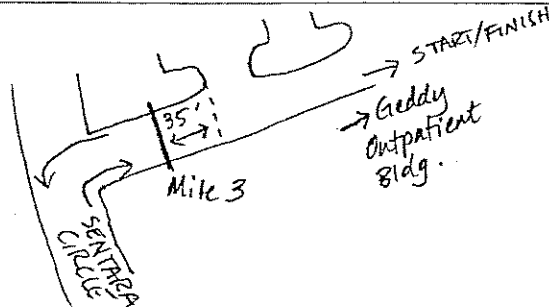 START/FINISH
35'
Geddy
Outpatient
Bldg.
Mile 3
SENTARA
CIRCLE